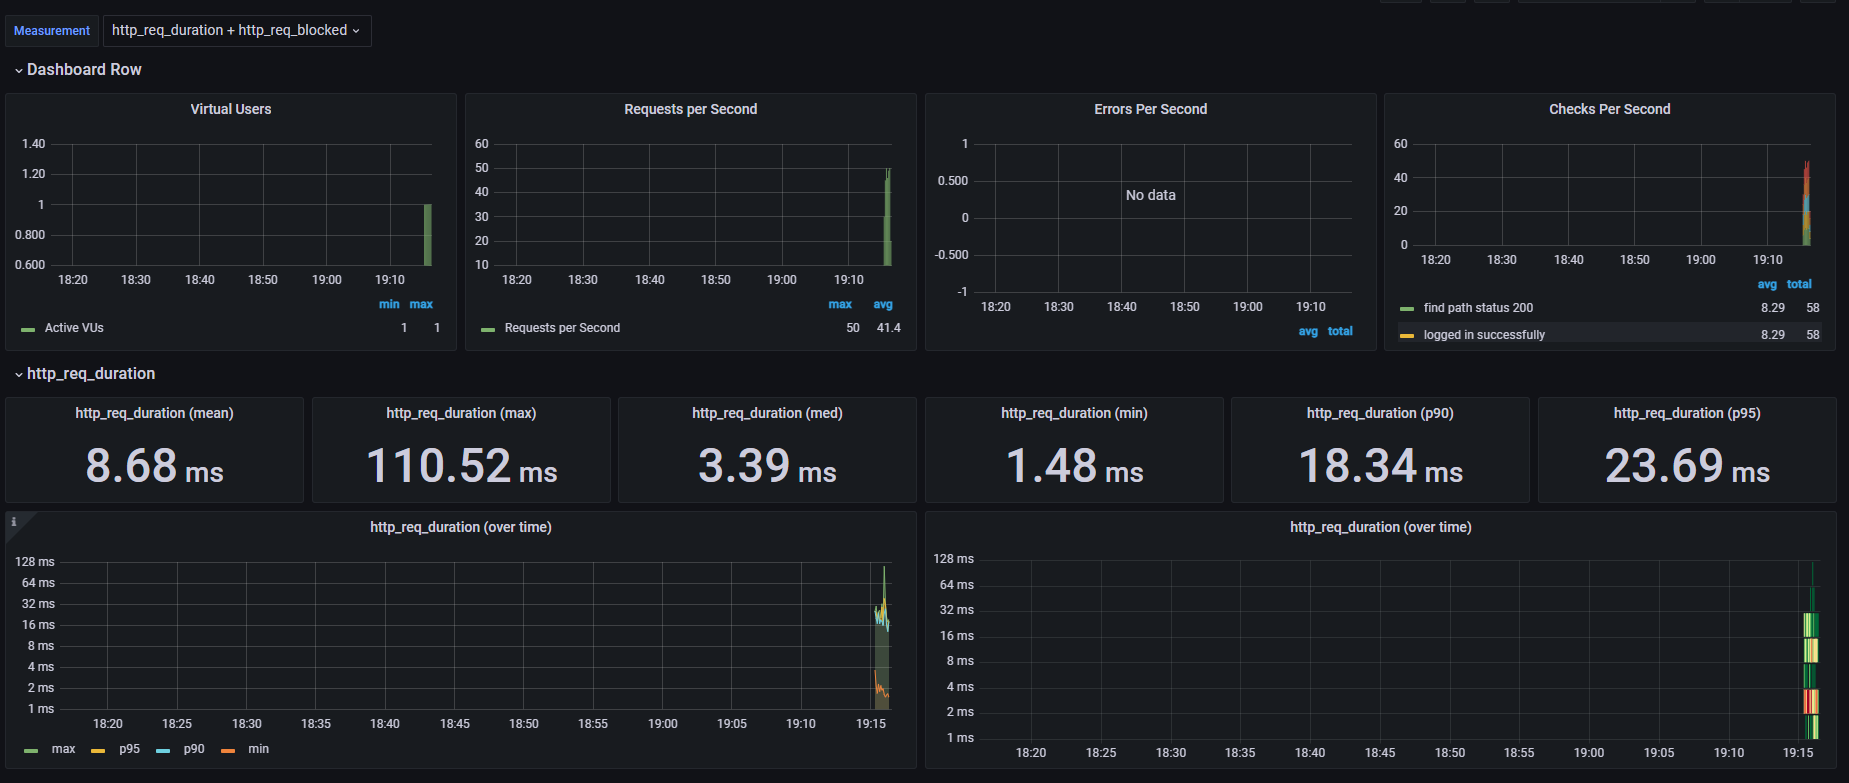 Measurement
http_req_duration + http_req_blocked
Dashboard Row
Virtual Users
1.40
1.20
1
0.800
0.600
18:20 18:30 18:40 18:50 19:00 19:10
min max
Active VUs 1 1
Requests per Second
60
50
40
30
20
10
18:20 18:30 18:40 18:50 19:00 19:10
max avg
Requests per Second 50 41.4
Errors Per Second
1
0.500
0
-0.500
-1
No data
18:20 18:30 18:40 18:50 19:00 19:10
avg total
Checks Per Second
60
40
20
0
18:20 18:30 18:40 18:50 19:00 19:10
avg total
find path status 200 8.29 58
logged in successfully 8.29 58
http_req_duration
http_req_duration (mean)
8.68 ms
http_req_duration (max)
110.52 ms
http_req_duration (med)
3.39 ms
http_req_duration (min)
1.48 ms
http_req_duration (p90)
18.34 ms
http_req_duration (p95)
23.69 ms
i
http_req_duration (over time)
128 ms
64 ms
32 ms
16 ms
8 ms
4 ms
2 ms
1 ms
18:20 18:25 18:30 18:35 18:40 18:45 18:50 18:55 19:00 19:05 19:10 19:15
max p95 p90 min
http_req_duration (over time)
128 ms
64 ms
32 ms
16 ms
8 ms
4 ms
2 ms
1 ms
18:20 18:25 18:30 18:35 18:40 18:45 18:50 18:55 19:00 19:05 19:10 19:15